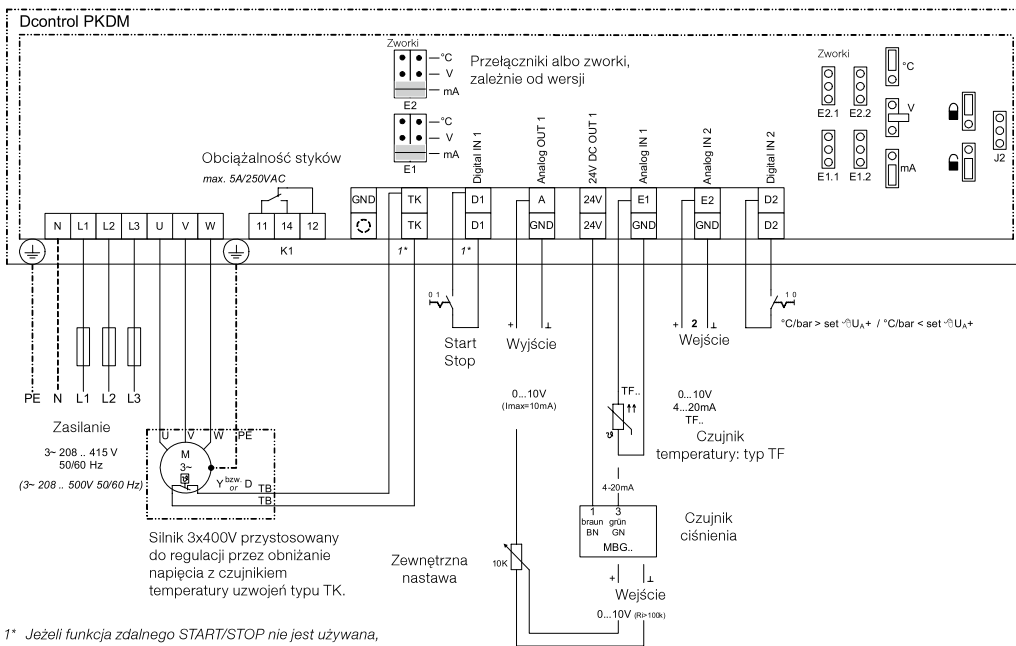 Dcontrol PKDM
Zworki
°C
V
mA
E2
°C
V
mA
E1
Przełączniki albo zworki,
zależnie od wersji
Zworki
E2.1 E2.2
E1.1 E1.2
°C
V
mA
J2
Obciążalność styków
max. 5A/250VAC
Digital IN 1
Analog OUT 1
24V DC OUT 1
Analog IN 1
Analog IN 2
Digital IN 2
GND TK D1 A 24V E1 E2 D2
N L1 L2 L3 U V W 11 14 12 TK D1 GND 24V GND GND D2
K1
1* 1*
0 1
Start
Stop
+ ⊥
Wyjście
+ 2 ⊥
Wejście
1 0
°C/bar > set UA+ / °C/bar < set UA+
PE N L1 L2 L3
Zasilanie
3~ 208 .. 415 V
50/60 Hz
(3~ 208 .. 500V 50/60 Hz)
U V W PE
M
3~
Y bzw. or D
TB
TB
Silnik 3x400V przystosowany
do regulacji przez obniżanie
napięcia z czujnikiem
temperatury uzwojeń typu TK.
0...10V
(Imax=10mA)
TF..
ϑ
0...10V
4...20mA
TF..
Czujnik
temperatury: typ TF
4-20mA
1 3
braun grün
BN GN
MBG..
Czujnik
ciśnienia
Zewnętrzna
nastawa
10K
+ ⊥
Wejście
0...10V (Ri>100k)
1* Jeżeli funkcja zdalnego START/STOP nie jest używana,